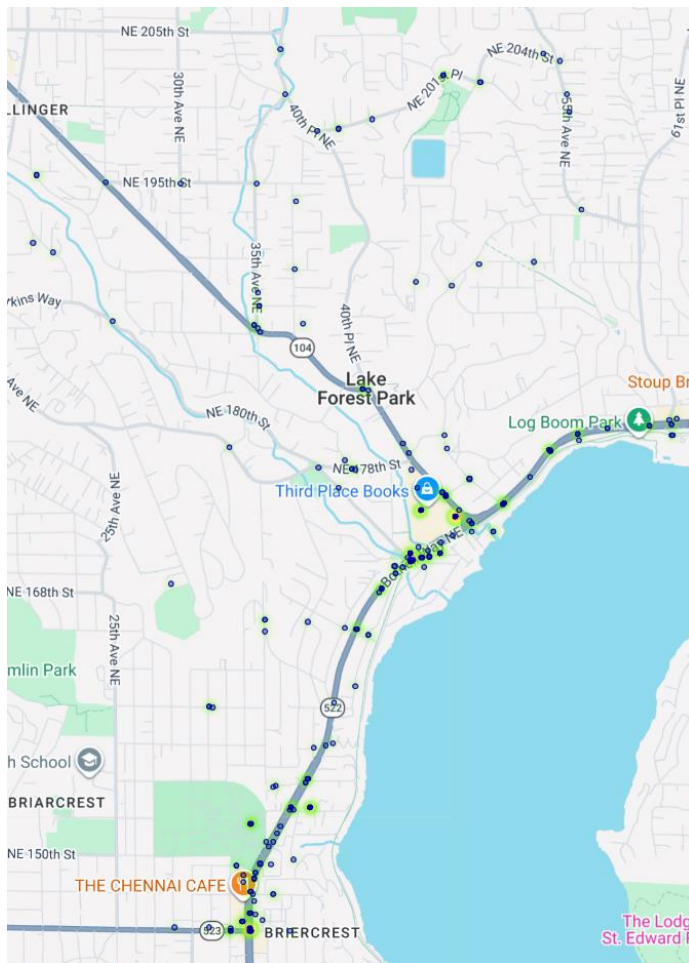 NE 205th St
30th Ave NE
LLINGER
40th Pl NE
NE 201st Pl
NE 204th St
55th Ave NE
61st Pl NE
NE 195th St
35th Ave NE
rkins Way
40th Pl NE
104
Lake
Forest Park
Stoup Br
Log Boom Park
Ave NE
NE 180th St
NE 178th St
Third Place Books
25th Ave NE
NE 168th St
25th Ave NE
mlin Park
522
h School
BRIARCREST
NE 150th St
THE CHENNAI CAFE
523
BRIERCREST
The Lodg
St. Edward P